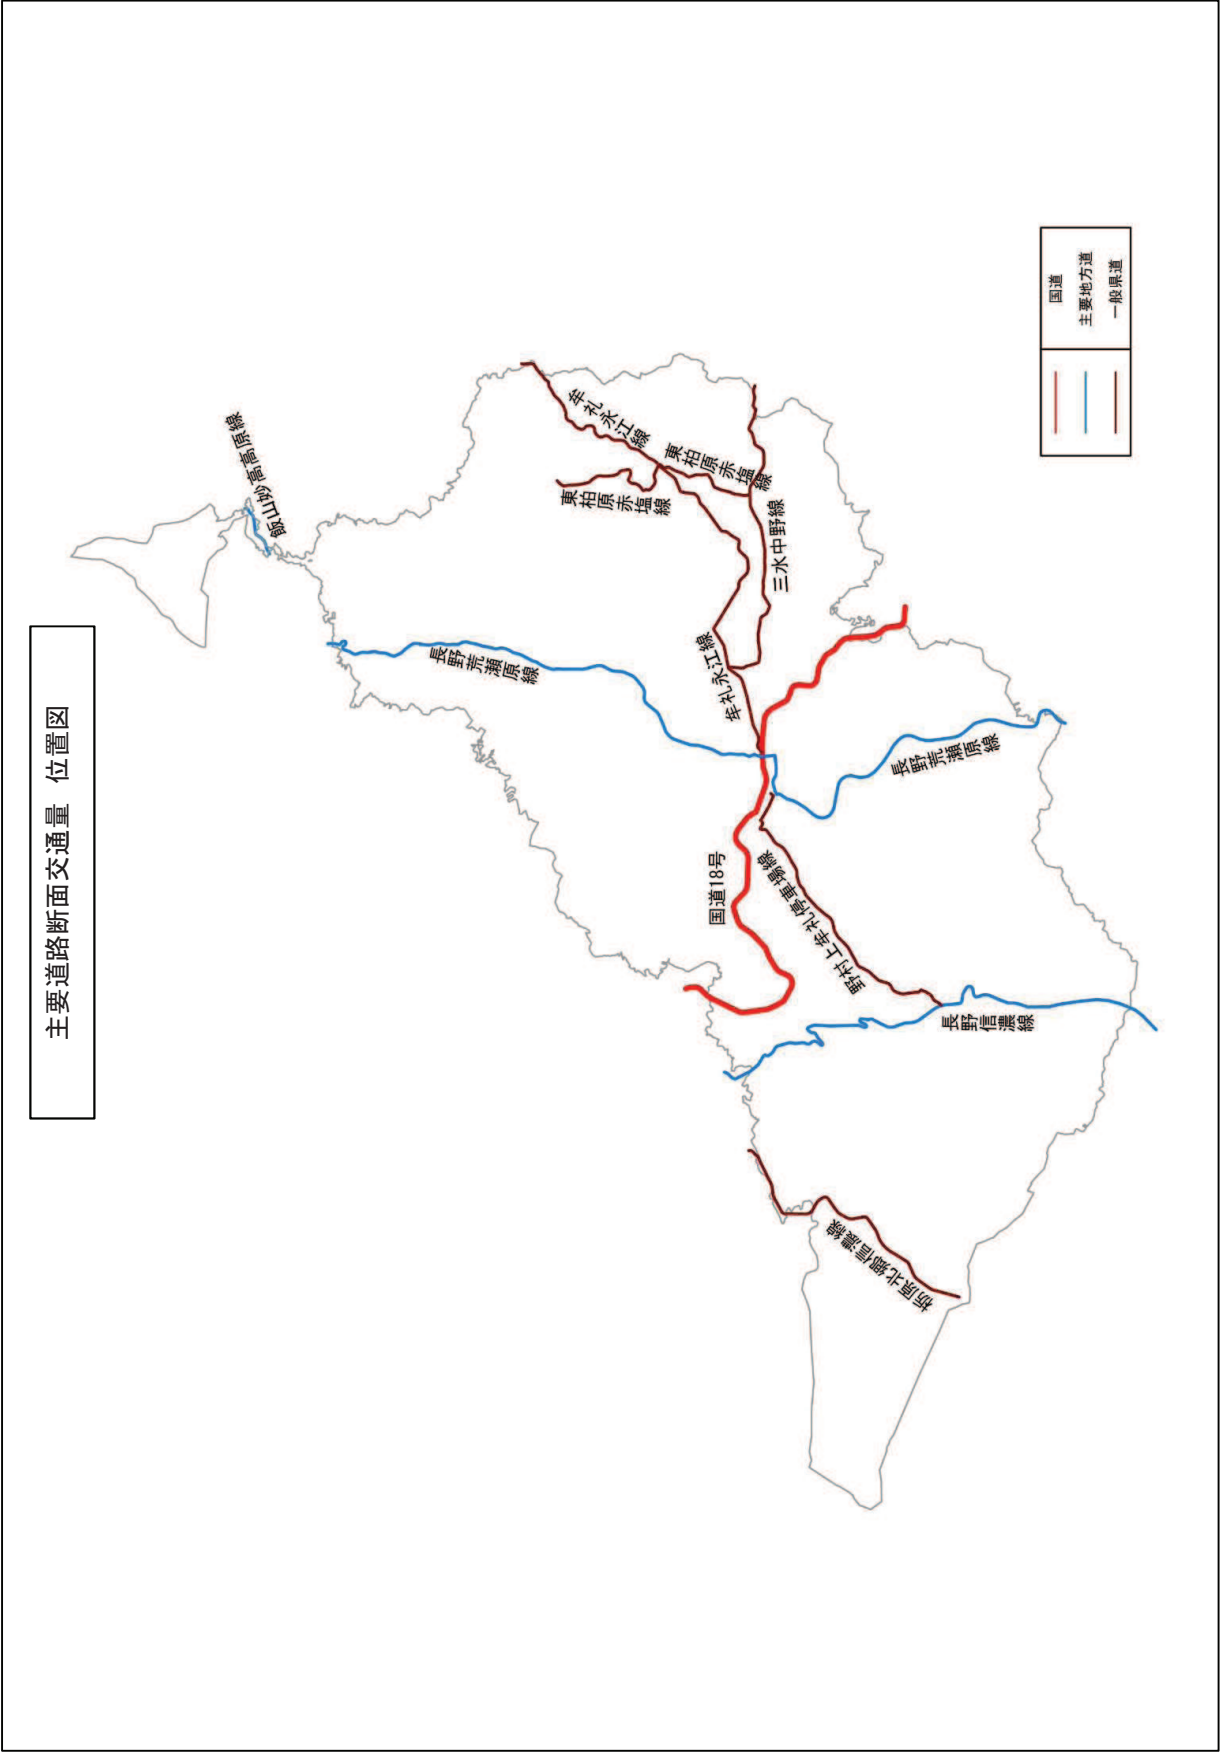 主要道路断面交通量 位置図
飯山妙高高原線
長野荒瀬原線
牟礼永江線
東柏原赤塩線
東柏原赤塩線
三水中野線
牟礼永江線
国道18号
野村上牟礼停車場線
長野荒瀬原線
長野信濃線
栃原北郷信濃線
国道
主要地方道
一般県道